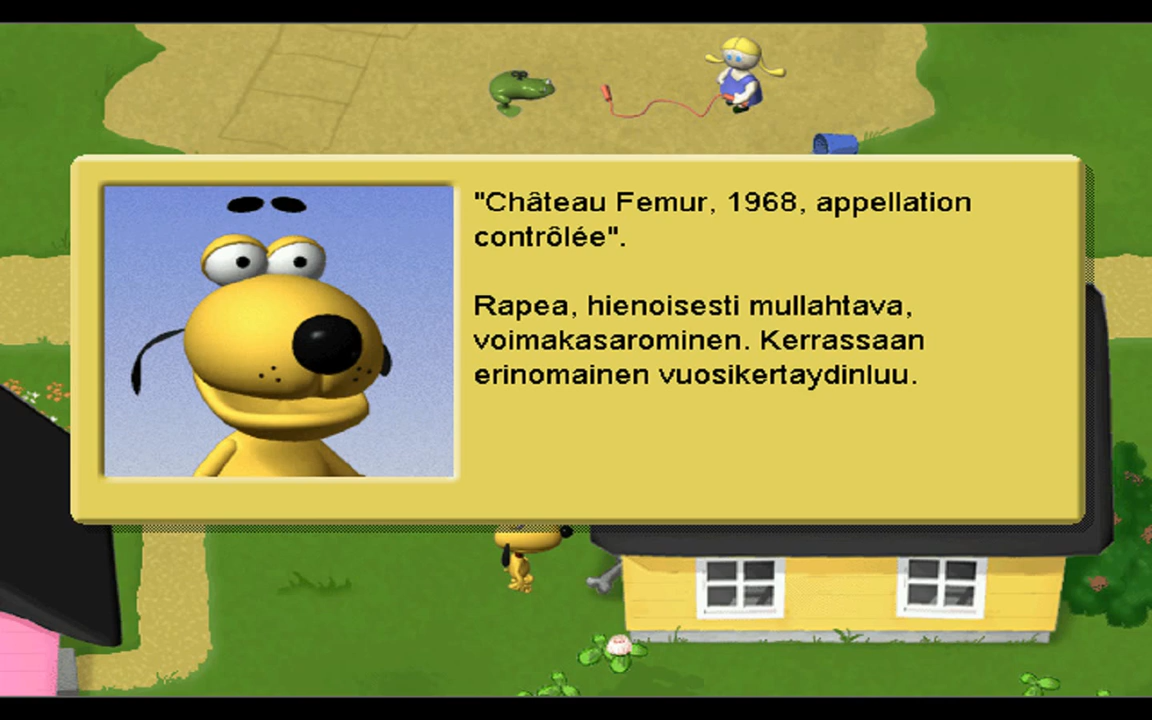 "Château Femur, 1968, appellation
contrôlée".
Rapea, hienoisesti mullahtava,
voimakasarominen. Kerrassaan
erinomainen vuosikertaydinluu.